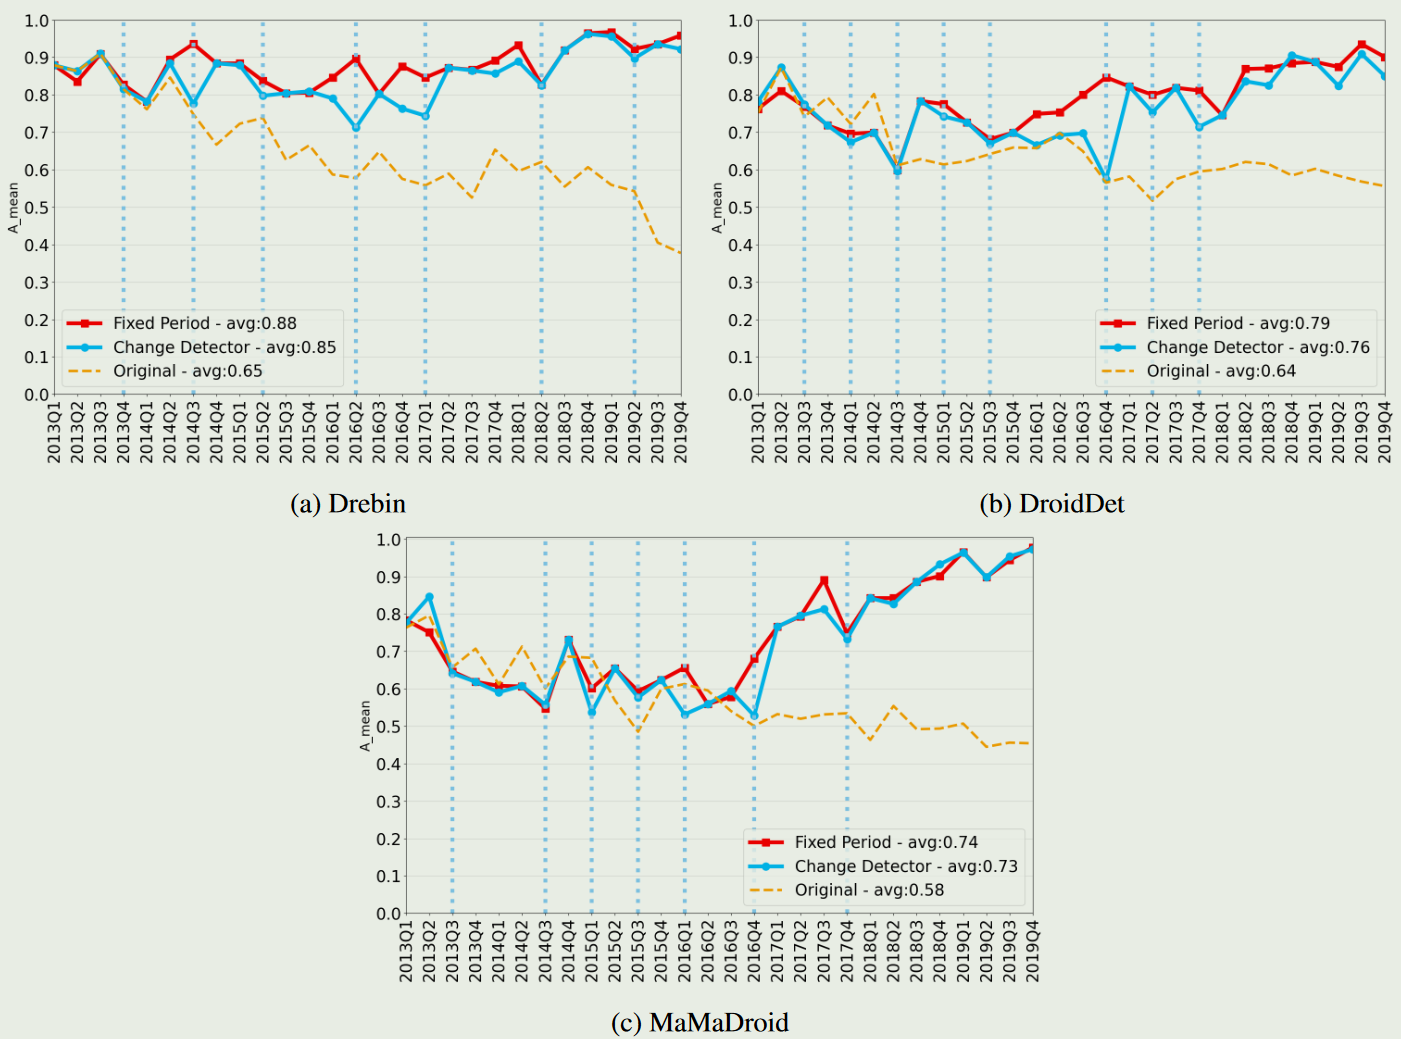 1.0
0.9
0.8
0.7
0.6
0.5
0.4
0.3
0.2
0.1
0.0
A_mean
Fixed Period - avg:0.88
Change Detector - avg:0.85
Original - avg:0.65
2013Q1
2013Q2
2013Q3
2013Q4
2014Q1
2014Q2
2014Q3
2014Q4
2015Q1
2015Q2
2015Q3
2015Q4
2016Q1
2016Q2
2016Q3
2016Q4
2017Q1
2017Q2
2017Q3
2017Q4
2018Q1
2018Q2
2018Q3
2018Q4
2019Q1
2019Q2
2019Q3
2019Q4
(a) Drebin
1.0
0.9
0.8
0.7
0.6
0.5
0.4
0.3
0.2
0.1
0.0
A_mean
Fixed Period - avg:0.79
Change Detector - avg:0.76
Original - avg:0.64
2013Q1
2013Q2
2013Q3
2013Q4
2014Q1
2014Q2
2014Q3
2014Q4
2015Q1
2015Q2
2015Q3
2015Q4
2016Q1
2016Q2
2016Q3
2016Q4
2017Q1
2017Q2
2017Q3
2017Q4
2018Q1
2018Q2
2018Q3
2018Q4
2019Q1
2019Q2
2019Q3
2019Q4
(b) DroidDet
1.0
0.9
0.8
0.7
0.6
0.5
0.4
0.3
0.2
0.1
0.0
A_mean
Fixed Period - avg:0.74
Change Detector - avg:0.73
Original - avg:0.58
2013Q1
2013Q2
2013Q3
2013Q4
2014Q1
2014Q2
2014Q3
2014Q4
2015Q1
2015Q2
2015Q3
2015Q4
2016Q1
2016Q2
2016Q3
2016Q4
2017Q1
2017Q2
2017Q3
2017Q4
2018Q1
2018Q2
2018Q3
2018Q4
2019Q1
2019Q2
2019Q3
2019Q4
(c) MaMaDroid